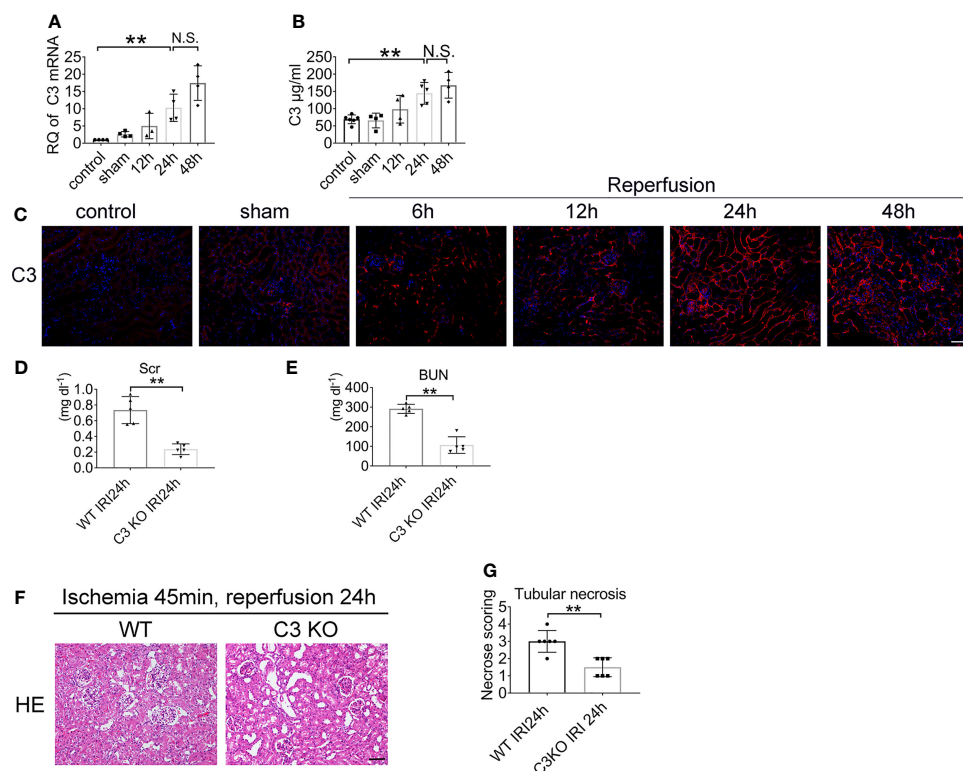 A
**
N.S.
RQ of C3 mRNA
25
20
15
10
5
0
control
sham
12h
24h
48h
B
**
N.S.
C3 µg/ml
250
200
150
100
50
0
control
sham
12h
24h
48h
Reperfusion
C
control
sham
6h
12h
24h
48h
C3
D
Scr
**
(mg dl-1)
1.0
0.8
0.6
0.4
0.2
0.0
WT IRI24h
C3 KO IRI24h
E
BUN
**
(mg dl-1)
400
300
200
100
0
WT IRI24h
C3 KO IRI24h
F
Ischemia 45min, reperfusion 24h
WT
C3 KO
HE
G
Tubular necrosis
**
Necrose scoring
5
4
3
2
1
0
WT IRI24h
C3KO IRI 24h